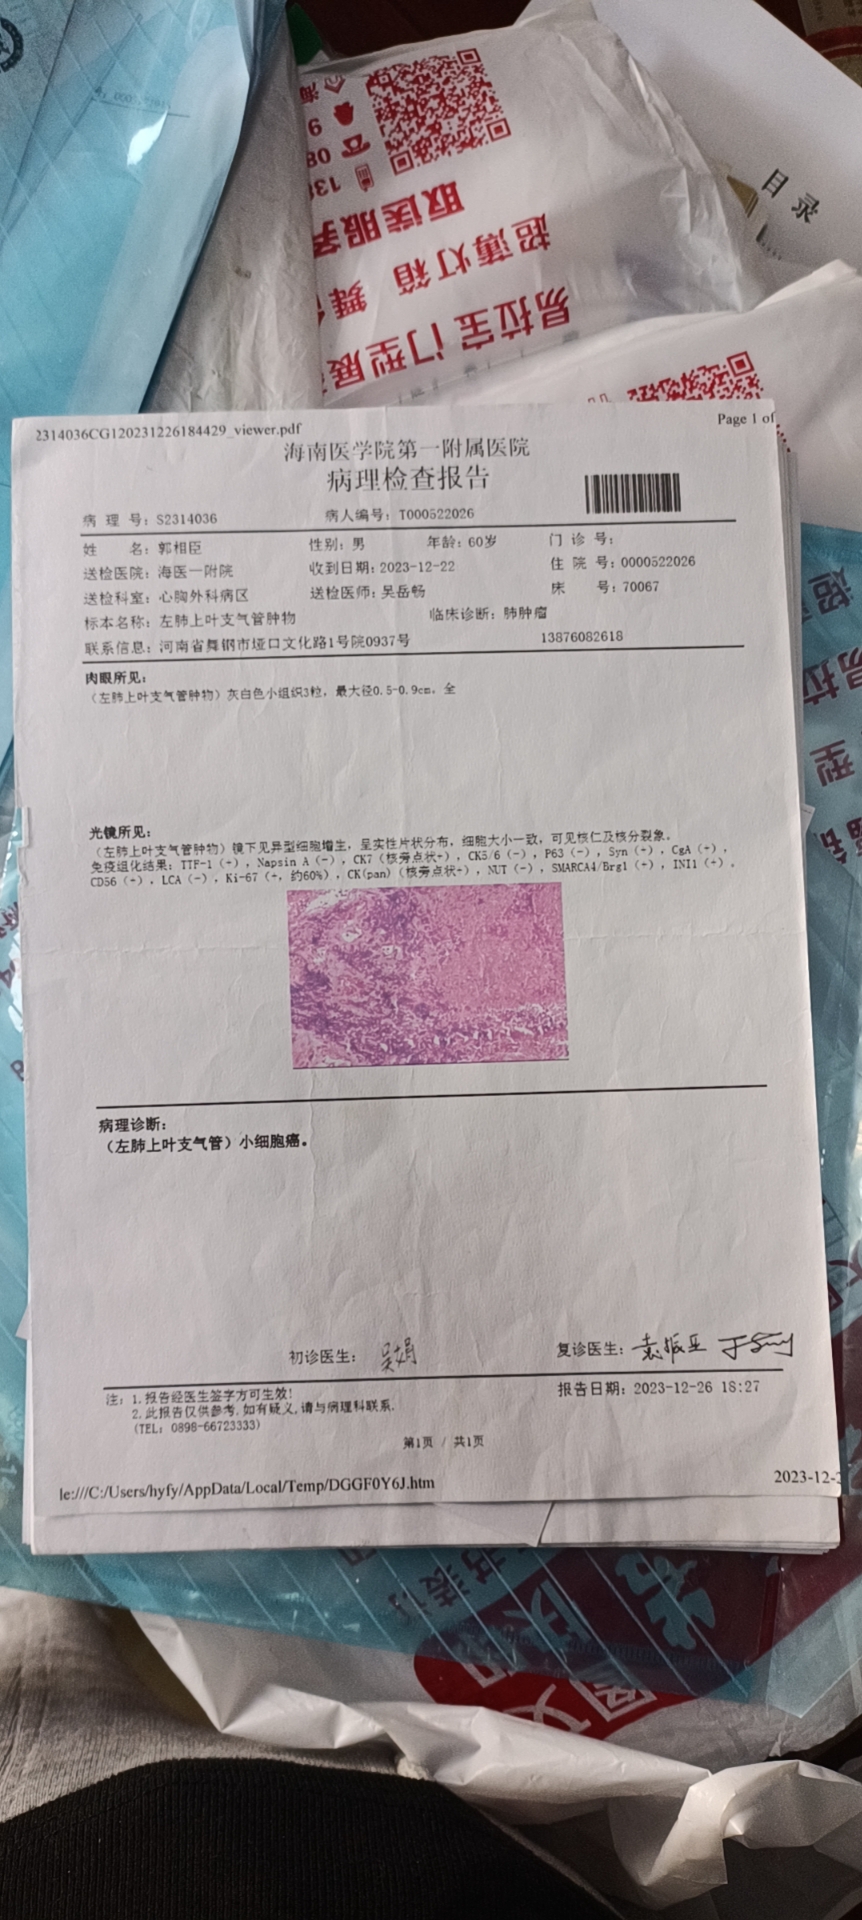 取送服务
超薄灯箱 舞
易拉宝 门型展
目录
2314036CG120231226184429_viewer.pdf
Page 1 of
海南医学院第一附属医院
病理检查报告
病 理 号: S2314036 病人编号: T000522026
姓 名: 郭相臣 性别: 男 年龄: 60岁 门 诊 号:
送检医院: 海医一附院 收到日期: 2023-12-22 住 院 号: 0000522026
送检科室: 心胸外科病区 送检医师: 吴岳畅 床 号: 70067
标本名称: 左肺上叶支气管肿物 临床诊断: 肺肿瘤
联系信息: 河南省舞钢市垭口文化路1号院0937号 13876082618
肉眼所见:
（左肺上叶支气管肿物）灰白色小组织3粒，最大径0.5-0.9cm。全
光镜所见:
（左肺上叶支气管肿物）镜下见异型细胞增生，呈实性片状分布，细胞大小一致，可见核仁及核分裂象。
免疫组化结果: TTF-1（+）, Napsin A（-）, CK7（核旁点状+）, CK5/6（-）, P63（-）, Syn（+）, CgA（+）,
CD56（+）, LCA（-）, Ki-67（+, 约60%）, CK(pan)（核旁点状+）, NUT（-）, SMARCA4/Brg1（+）, INI1（+）.
病理诊断:
（左肺上叶支气管）小细胞癌。
初诊医生: 吴娟 复诊医生: 袁振亚
注: 1.报告经医生签字方可生效! 报告日期: 2023-12-26 18:27
2.此报告仅供参考,如有疑义,请与病理科联系.
(TEL: 0898-66723333)
第1页 / 共1页
le:///C:/Users/hyfy/AppData/Local/Temp/DGGF0Y6J.htm
2023-12-2